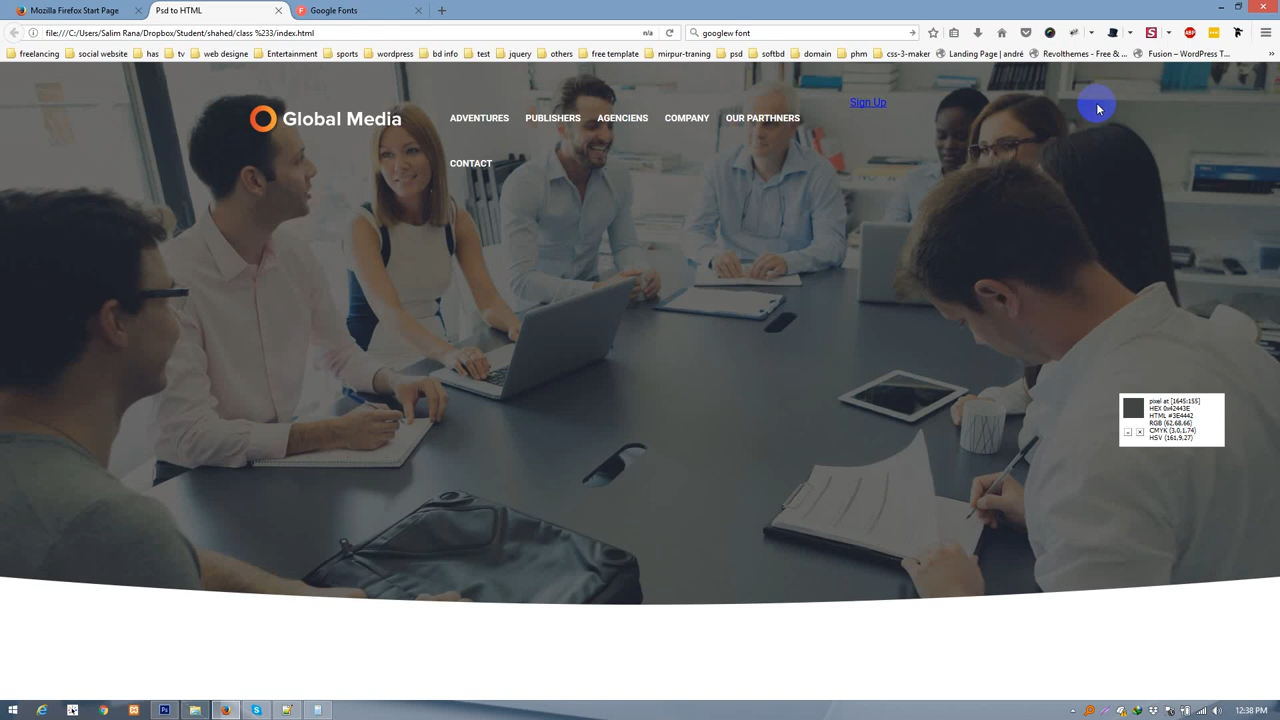 Mozilla Firefox Start Page
Psd to HTML
Google Fonts
file:///C:/Users/Salim Rana/Dropbox/Student/shahed/class %233/index.html
n/a
googlew font
freelancing
social website
has
tv
web designe
Entertainment
sports
wordpress
bd info
test
jquery
others
free template
mirpur-traning
psd
softbd
domain
phm
css-3-maker
Landing Page | andré
Revolthemes - Free & ...
Fusion – WordPress T...
Global Media
ADVENTURES PUBLISHERS AGENCIENS COMPANY OUR PARTHNERS
CONTACT
Sign Up
pixel at [1645:155]
HEX 0x42443E
HTML #3E4442
RGB (62.68.66)
CMYK (3.0.1.74)
HSV (161,9,27)
12:38 PM